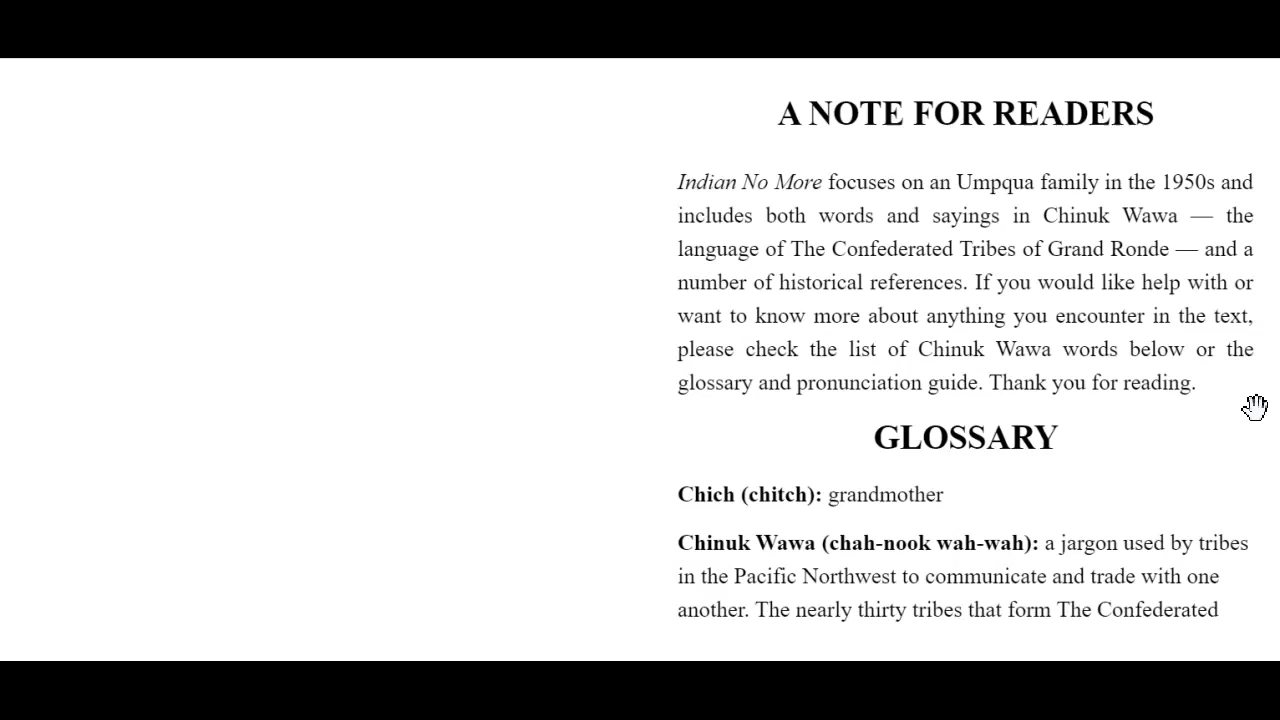 A NOTE FOR READERS
Indian No More focuses on an Umpqua family in the 1950s and
includes both words and sayings in Chinuk Wawa — the
language of The Confederated Tribes of Grand Ronde — and a
number of historical references. If you would like help with or
want to know more about anything you encounter in the text,
please check the list of Chinuk Wawa words below or the
glossary and pronunciation guide. Thank you for reading.
GLOSSARY
Chich (chitch): grandmother
Chinuk Wawa (chah-nook wah-wah): a jargon used by tribes
in the Pacific Northwest to communicate and trade with one
another. The nearly thirty tribes that form The Confederated